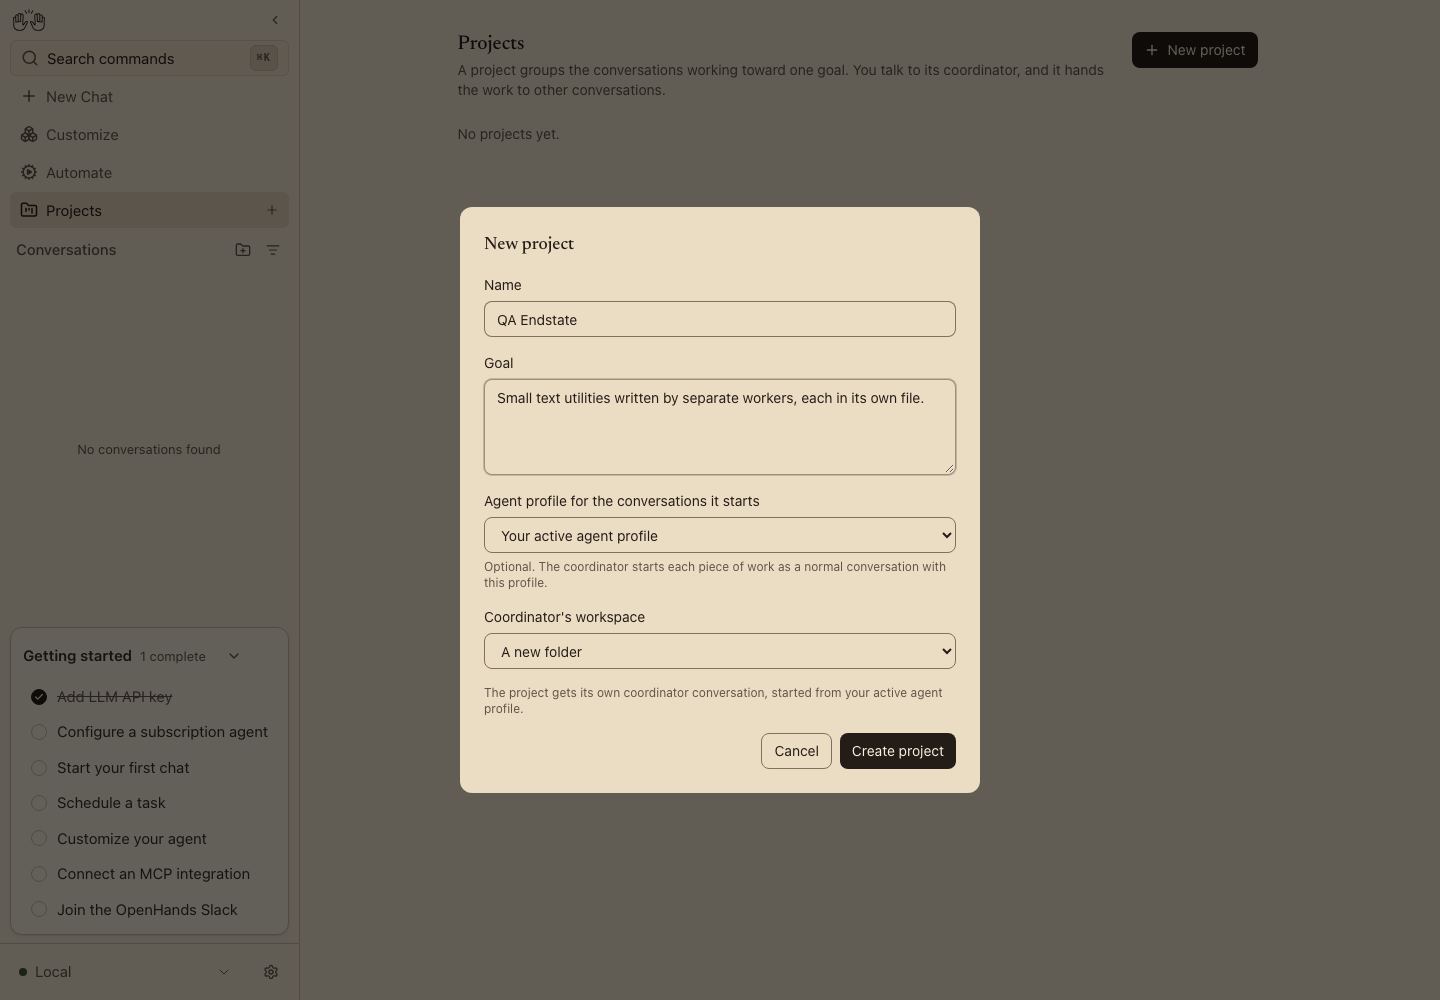 Search commands
⌘K
New Chat
Customize
Automate
Projects
Conversations
No conversations found
Getting started 1 complete
Add LLM API key
Configure a subscription agent
Start your first chat
Schedule a task
Customize your agent
Connect an MCP integration
Join the OpenHands Slack
Local
Projects
New project
A project groups the conversations working toward one goal. You talk to its coordinator, and it hands
the work to other conversations.
No projects yet.
New project
Name
QA Endstate
Goal
Small text utilities written by separate workers, each in its own file.
Agent profile for the conversations it starts
Your active agent profile
Optional. The coordinator starts each piece of work as a normal conversation with
this profile.
Coordinator's workspace
A new folder
The project gets its own coordinator conversation, started from your active agent
profile.
Cancel
Create project